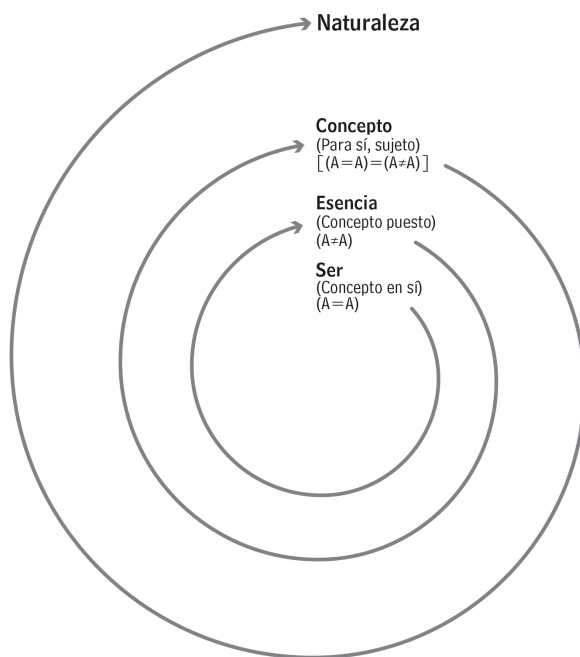 Naturaleza
Concepto
(Para sí, sujeto)
[(A=A)=(A≠A)]
Esencia
(Concepto puesto)
(A≠A)
Ser
(Concepto en sí)
(A=A)